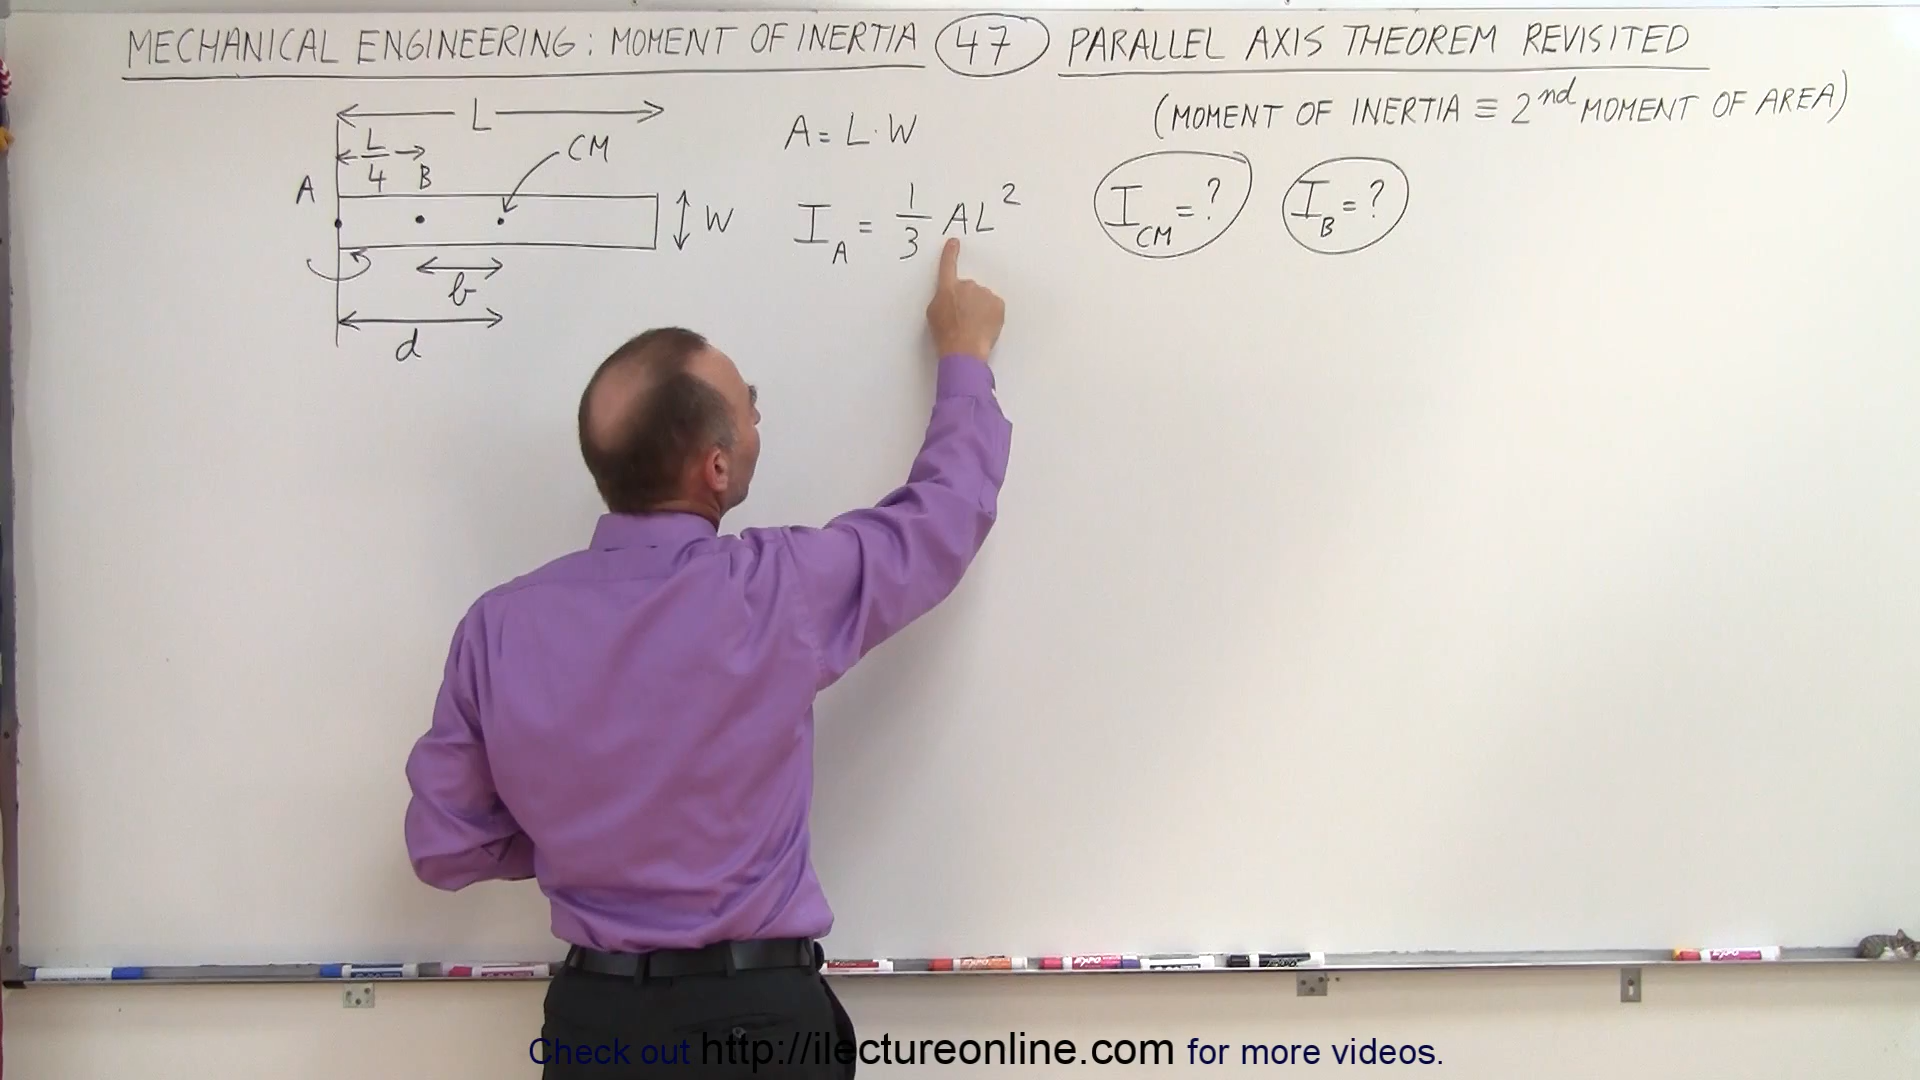 MECHANICAL ENGINEERING: MOMENT OF INERTIA 47 PARALLEL AXIS THEOREM REVISITED
(MOMENT OF INERTIA ≡ 2nd MOMENT OF AREA)
L
L/4
A
B
CM
W
b
d
A = L·W
I_A = 1/3 AL²
I_CM = ?
I_B = ?
Check out http://ilectureonline.com for more videos.